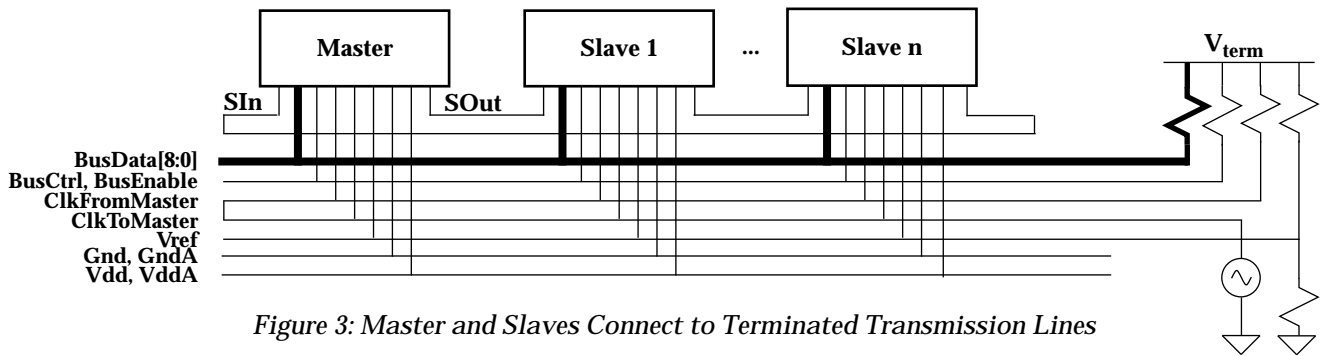 Master
Slave 1
...
Slave n
V_term
SIn
SOut
BusData[8:0]
BusCtrl, BusEnable
ClkFromMaster
ClkToMaster
Vref
Gnd, GndA
Vdd, VddA
Figure 3: Master and Slaves Connect to Terminated Transmission Lines